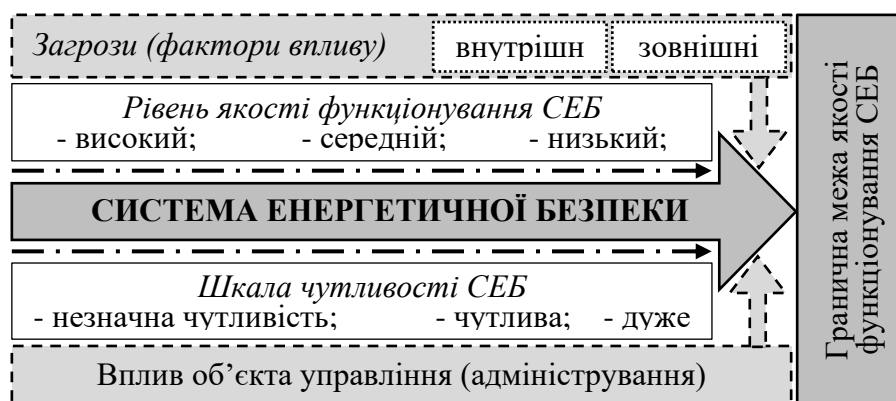 Загрози (фактори впливу) внутрішн зовнішні
Рівень якості функціонування СЕБ
- високий; - середній; - низький;
СИСТЕМА ЕНЕРГЕТИЧНОЇ БЕЗПЕКИ
Шкала чутливості СЕБ
- незначна чутливість; - чутлива; - дуже
Вплив об’єкта управління (адміністрування)
Гранична межа якості
функціонування СЕБ